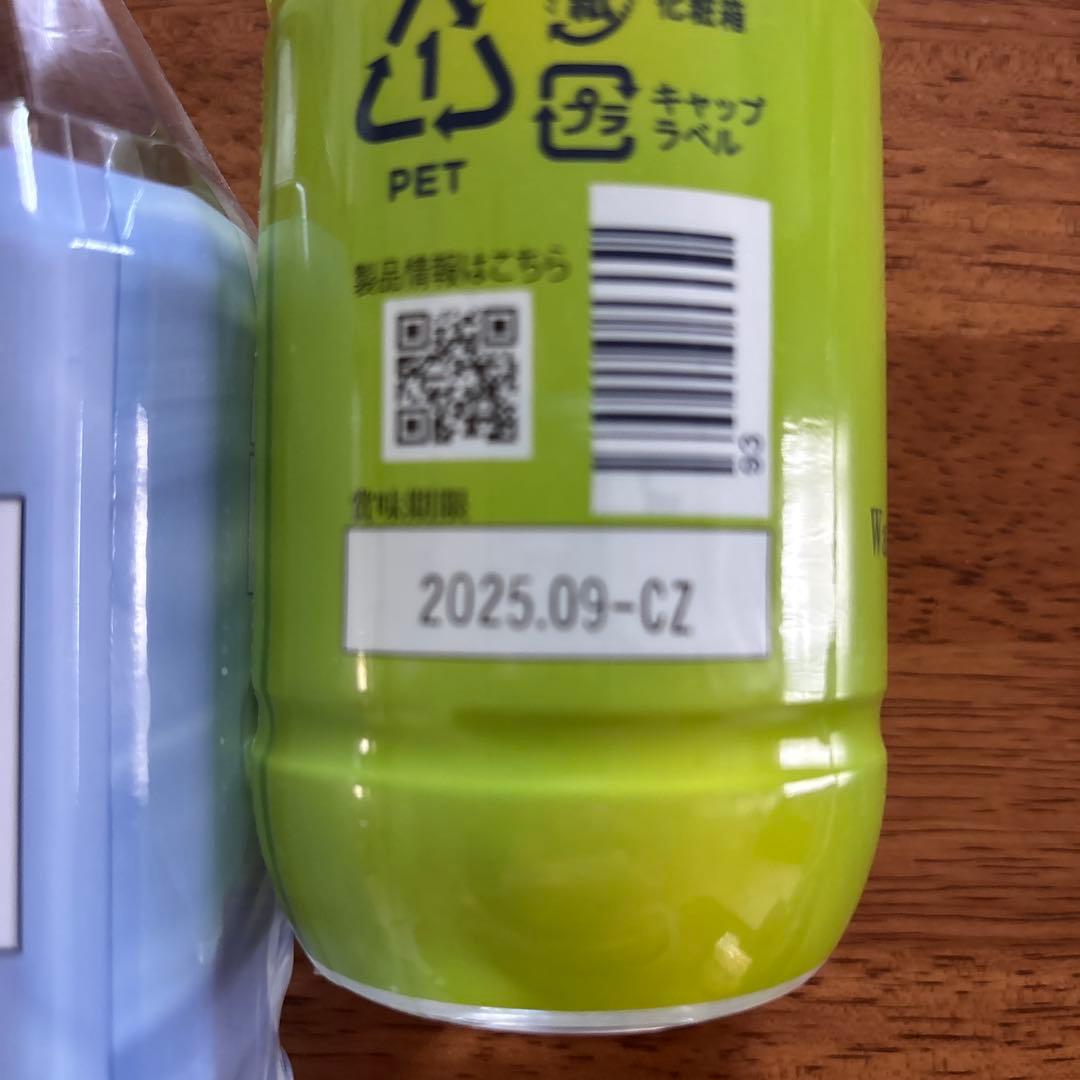 1
PET
化粧箱
プラ
キャップ
ラベル
製品情報はこちら
93
賞味期限
2025.09-CZ